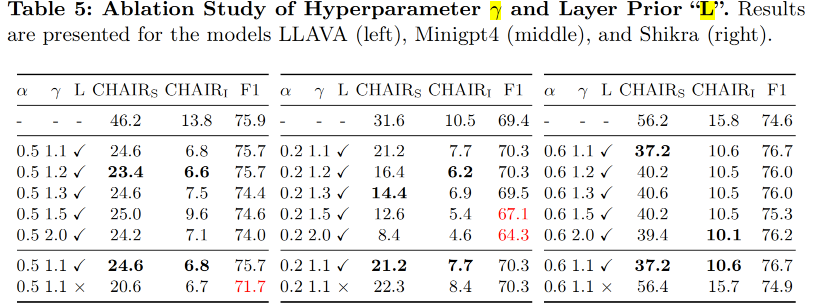 Table 5: Ablation Study of Hyperparameter γ and Layer Prior “L”. Results
are presented for the models LLAVA (left), Minigpt4 (middle), and Shikra (right).
α γ L CHAIRS CHAIRI F1 α γ L CHAIRS CHAIRI F1 α γ L CHAIRS CHAIRI F1
- - - 46.2 13.8 75.9 - - - 31.6 10.5 69.4 - - - 56.2 15.8 74.6
0.5 1.1 ✓ 24.6 6.8 75.7 0.2 1.1 ✓ 21.2 7.7 70.3 0.6 1.1 ✓ 37.2 10.6 76.7
0.5 1.2 ✓ 23.4 6.6 75.7 0.2 1.2 ✓ 16.4 6.2 70.3 0.6 1.2 ✓ 40.2 10.5 76.0
0.5 1.3 ✓ 24.6 7.5 74.4 0.2 1.3 ✓ 14.4 6.9 69.5 0.6 1.3 ✓ 40.6 10.5 76.0
0.5 1.5 ✓ 25.0 9.6 74.6 0.2 1.5 ✓ 12.6 5.4 67.1 0.6 1.5 ✓ 40.2 10.5 75.3
0.5 2.0 ✓ 24.2 7.1 74.0 0.2 2.0 ✓ 8.4 4.6 64.3 0.6 2.0 ✓ 39.4 10.1 76.2
0.5 1.1 ✓ 24.6 6.8 75.7 0.2 1.1 ✓ 21.2 7.7 70.3 0.6 1.1 ✓ 37.2 10.6 76.7
0.5 1.1 × 20.6 6.7 71.7 0.2 1.1 × 22.3 8.4 70.3 0.6 1.1 × 56.4 15.7 74.9